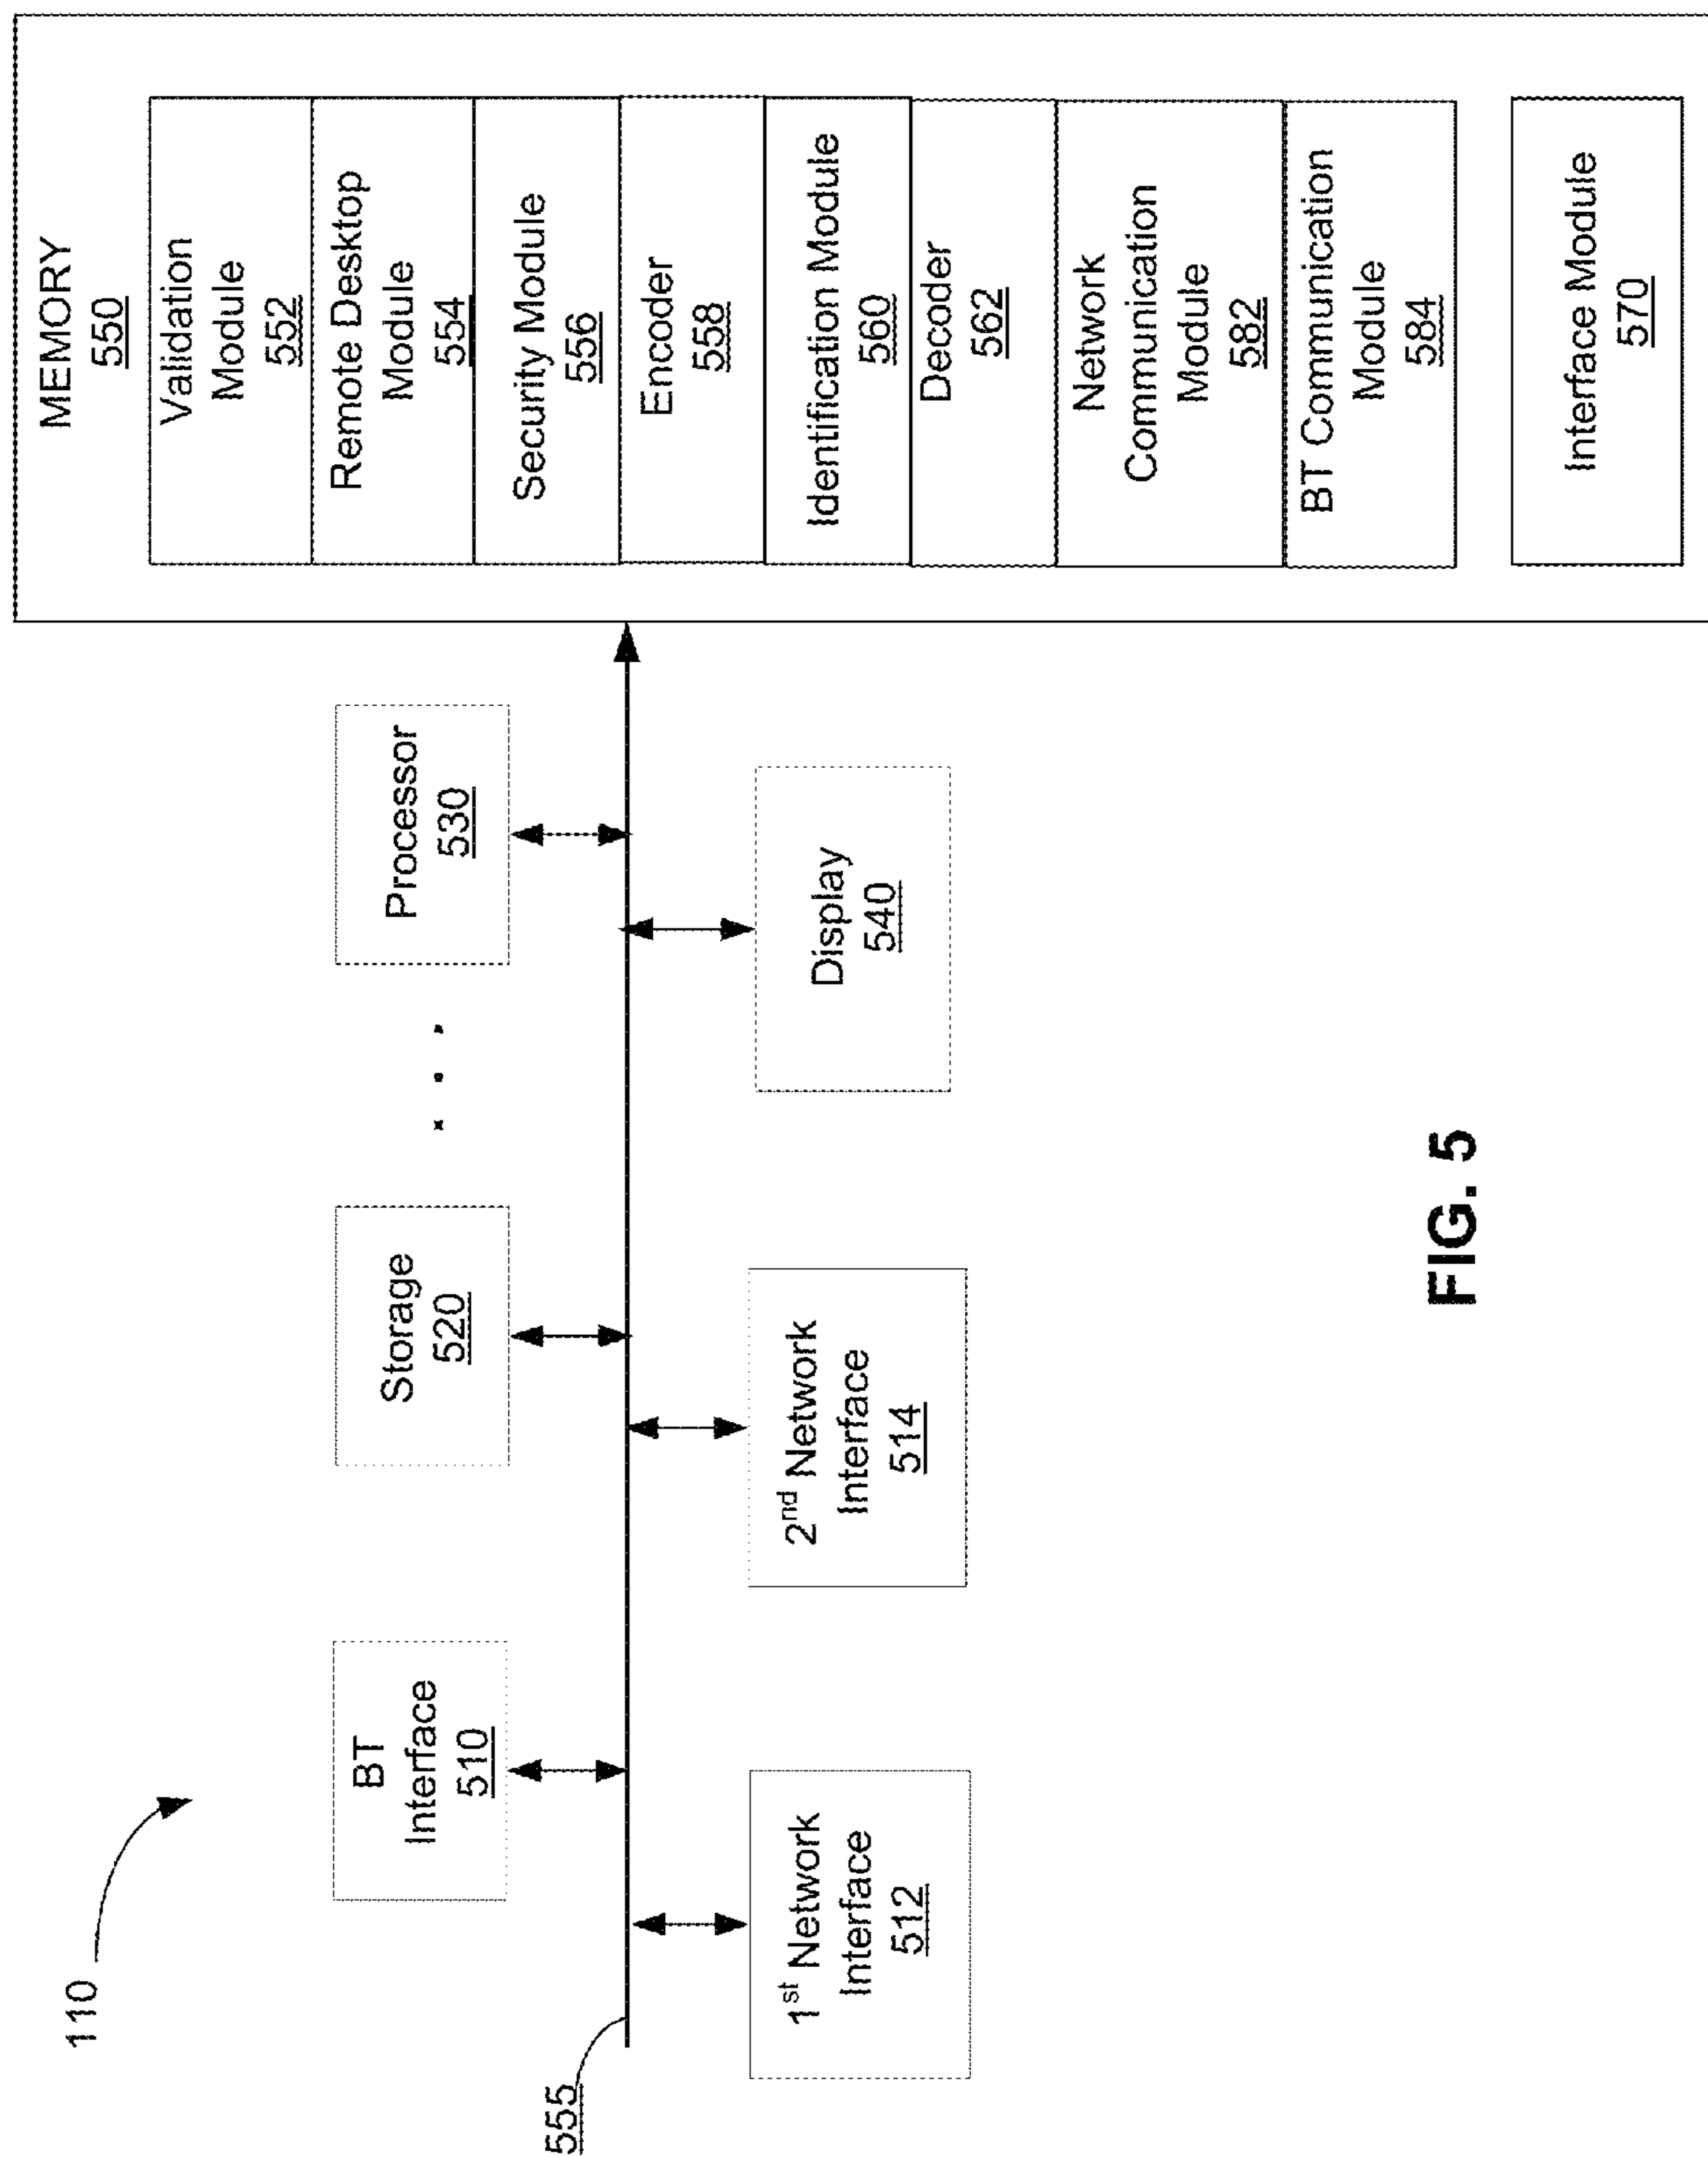 110
555
BT
Interface
510
Storage
520
Processor
530
1st Network
Interface
512
2nd Network
Interface
514
Display
540
MEMORY
550
Validation
Module
552
Remote Desktop
Module
554
Security Module
556
Encoder
558
Identification Module
560
Decoder
562
Network
Communication
Module
582
BT Communication
Module
584
Interface Module
570
FIG. 5